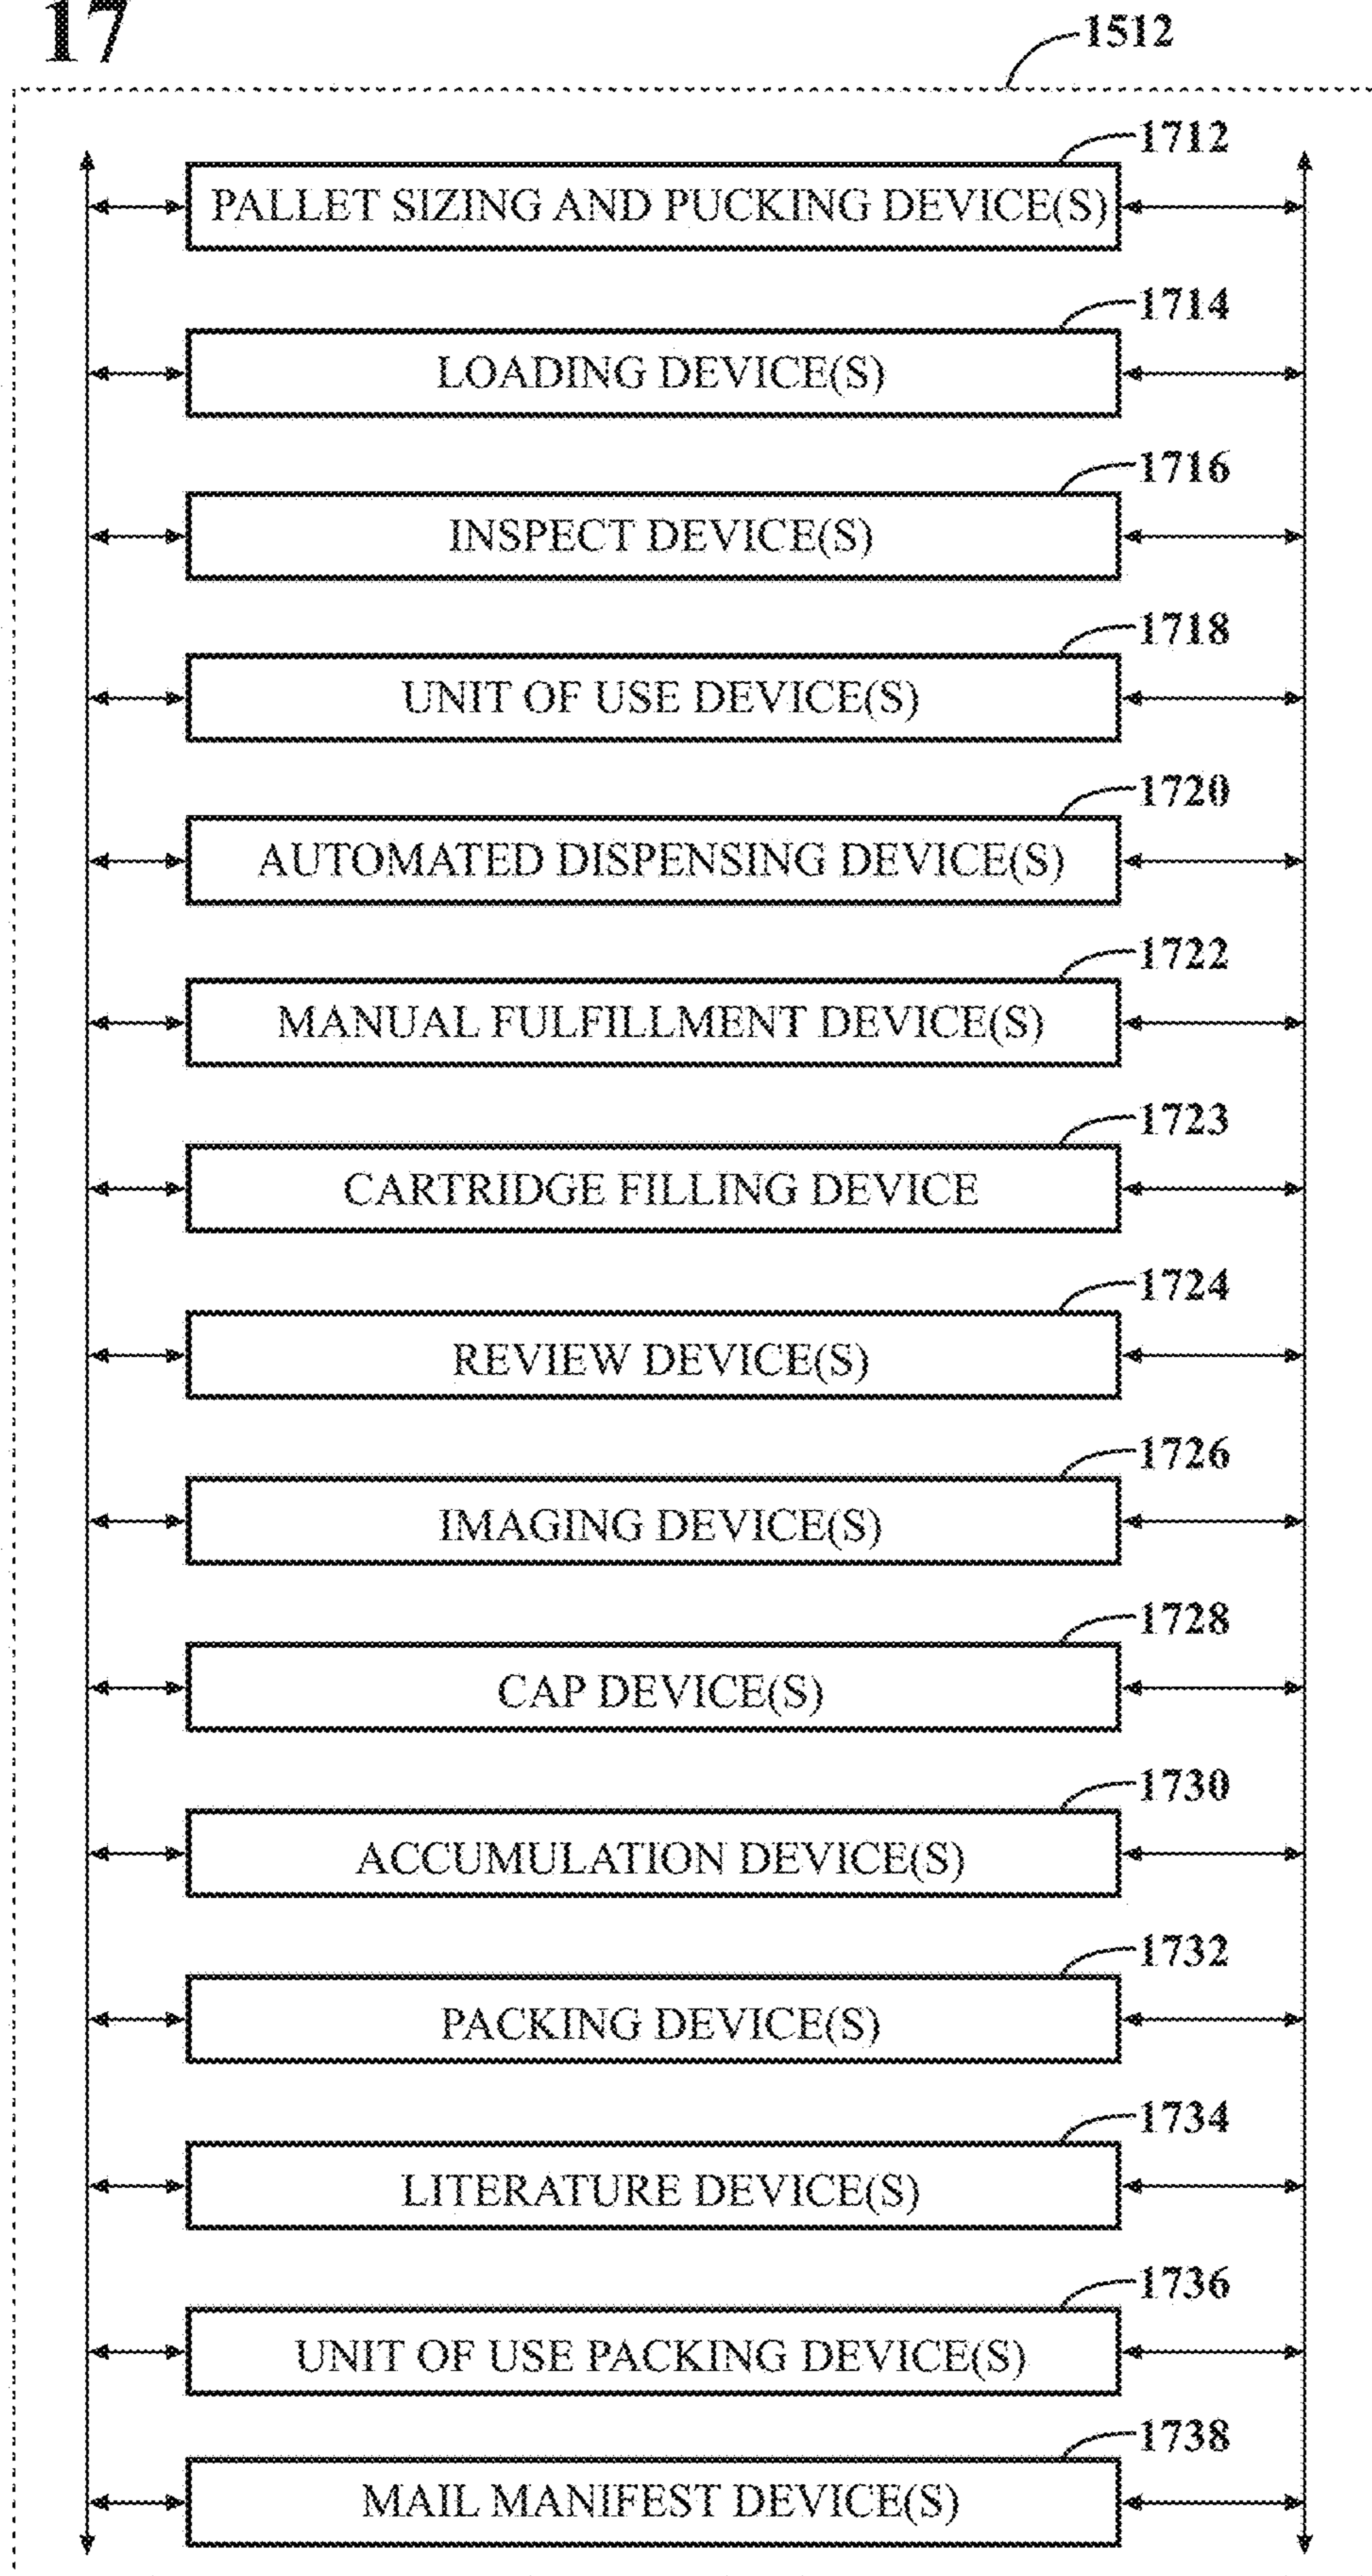 17
1512
1712
PALLET SIZING AND PUCKING DEVICE(S)
1714
LOADING DEVICE(S)
1716
INSPECT DEVICE(S)
1718
UNIT OF USE DEVICE(S)
1720
AUTOMATED DISPENSING DEVICE(S)
1722
MANUAL FULFILLMENT DEVICE(S)
1723
CARTRIDGE FILLING DEVICE
1724
REVIEW DEVICE(S)
1726
IMAGING DEVICE(S)
1728
CAP DEVICE(S)
1730
ACCUMULATION DEVICE(S)
1732
PACKING DEVICE(S)
1734
LITERATURE DEVICE(S)
1736
UNIT OF USE PACKING DEVICE(S)
1738
MAIL MANIFEST DEVICE(S)